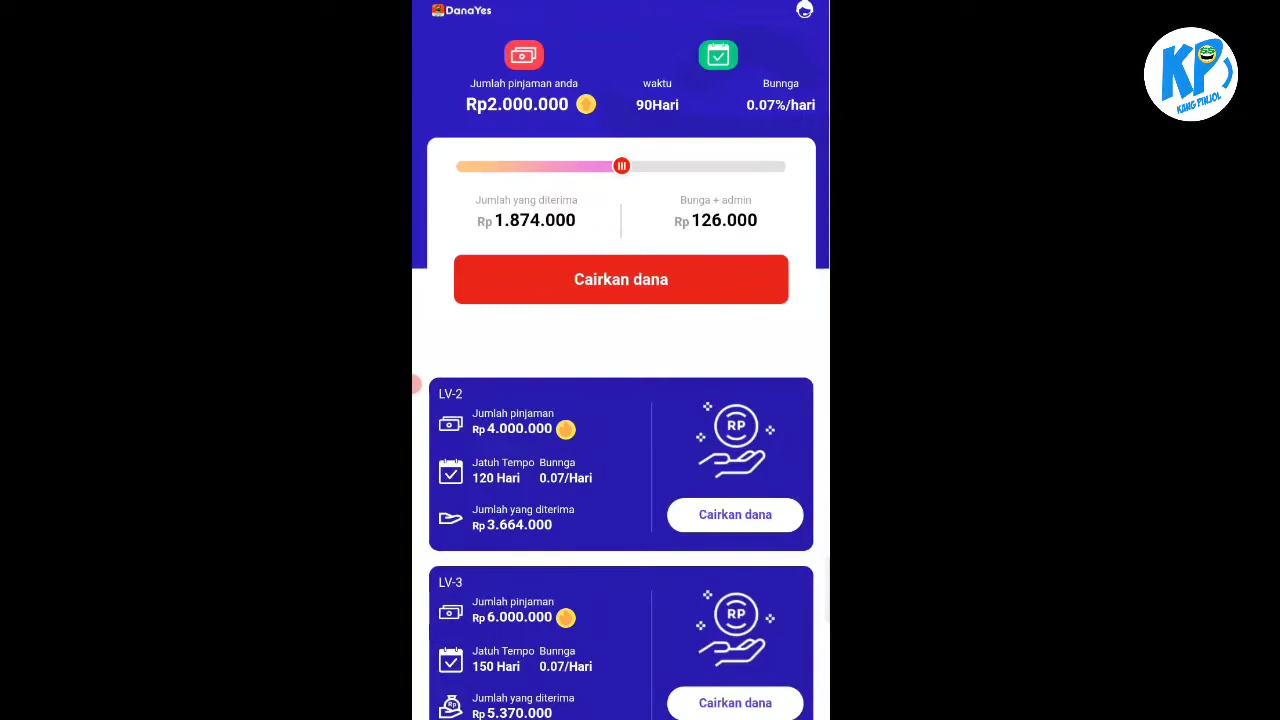 DanaYes
Jumlah pinjaman anda
waktu
Bunnga
Rp2.000.000
90Hari
0.07%/hari
Jumlah yang diterima
Bunga + admin
Rp 1.874.000
Rp 126.000
Cairkan dana
LV-2
Jumlah pinjaman
Rp 4.000.000
Jatuh Tempo Bunnga
120 Hari 0.07/Hari
Jumlah yang diterima
Rp 3.664.000
RP
Cairkan dana
LV-3
Jumlah pinjaman
Rp 6.000.000
Jatuh Tempo Bunnga
150 Hari 0.07/Hari
Jumlah yang diterima
Rp 5.370.000
Rp
RP
Cairkan dana
KP
KANG PINJOL